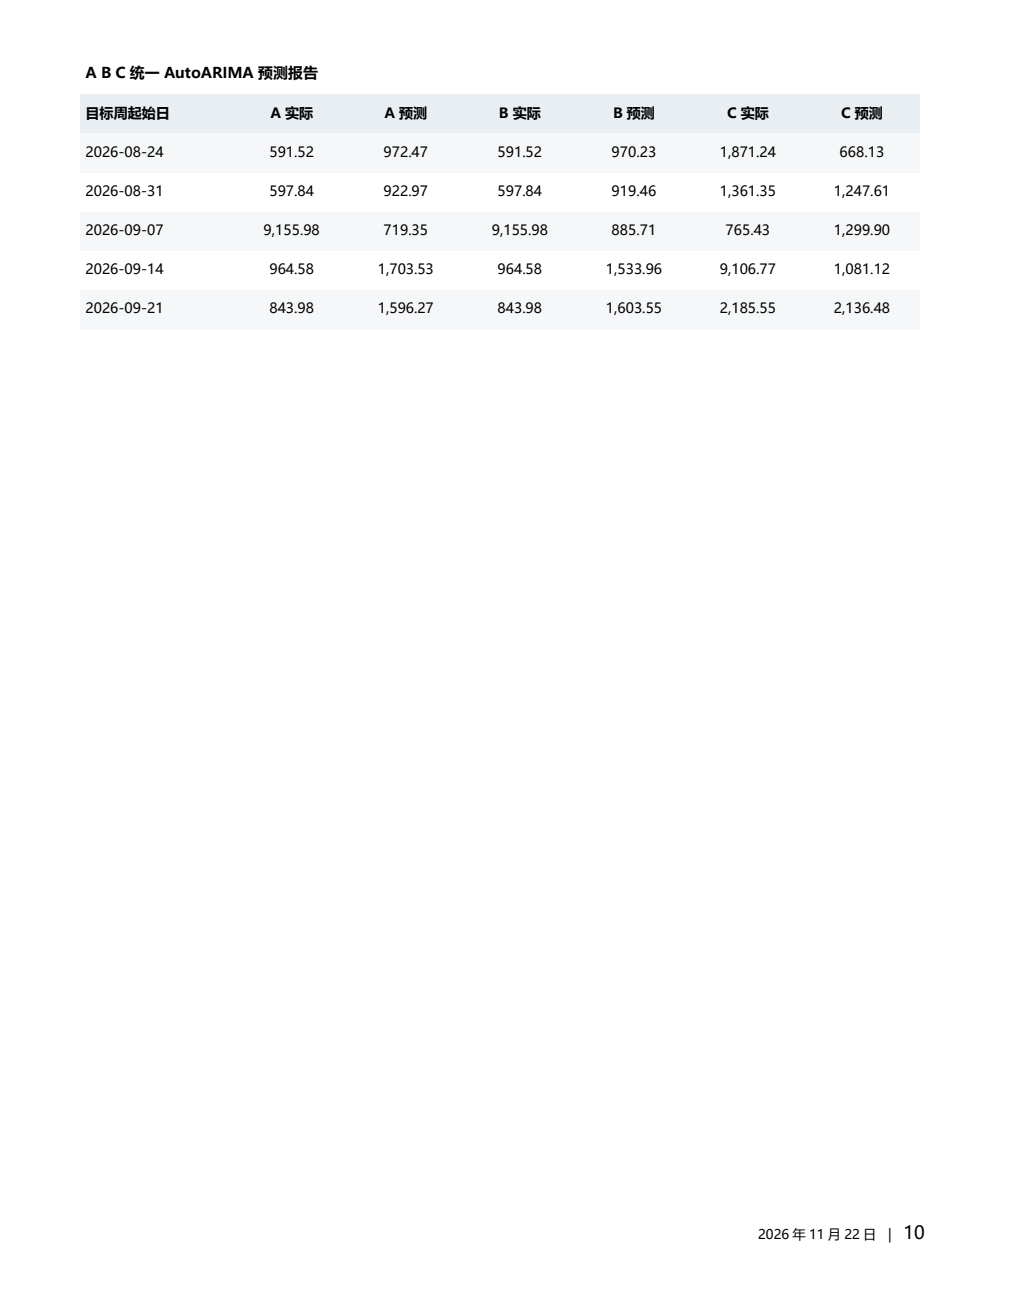 A B C 统一 AutoARIMA 预测报告
目标周起始日 A 实际 A 预测 B 实际 B 预测 C 实际 C 预测
2026-08-24 591.52 972.47 591.52 970.23 1,871.24 668.13
2026-08-31 597.84 922.97 597.84 919.46 1,361.35 1,247.61
2026-09-07 9,155.98 719.35 9,155.98 885.71 765.43 1,299.90
2026-09-14 964.58 1,703.53 964.58 1,533.96 9,106.77 1,081.12
2026-09-21 843.98 1,596.27 843.98 1,603.55 2,185.55 2,136.48
2026 年 11 月 22 日 | 10